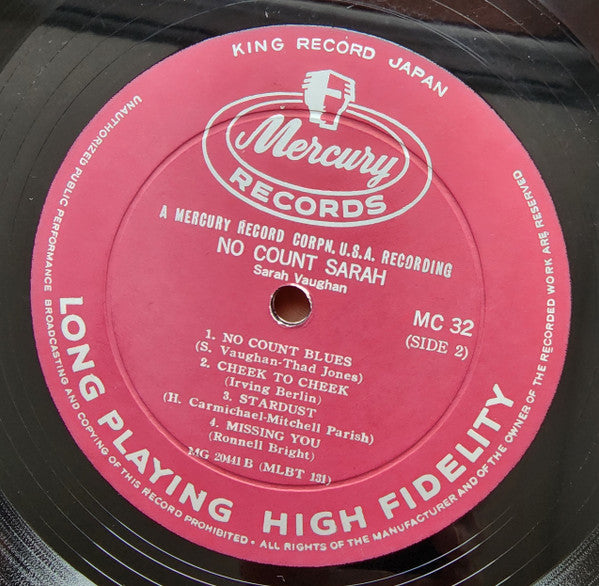 KING RECORD JAPAN
Mercury
RECORDS
A MERCURY RECORD CORPN. U.S.A. RECORDING
NO COUNT SARAH
Sarah Vaughan
MC 32
(SIDE 2)
1. NO COUNT BLUES
(S. Vaughan-Thad Jones)
2. CHEEK TO CHEEK
(Irving Berlin)
3. STARDUST
(H. Carmichael-Mitchell Parish)
4. MISSING YOU
(Ronnell Bright)
MG 20441 B (MLBT 131)
LONG PLAYING HIGH FIDELITY
UNAUTHORIZED PUBLIC PERFORMANCE BROADCASTING AND COPYING OF THIS RECORD PROHIBITED • ALL RIGHTS OF THE MANUFACTURER AND OF THE OWNER OF THE RECORDED WORK ARE RESERVED